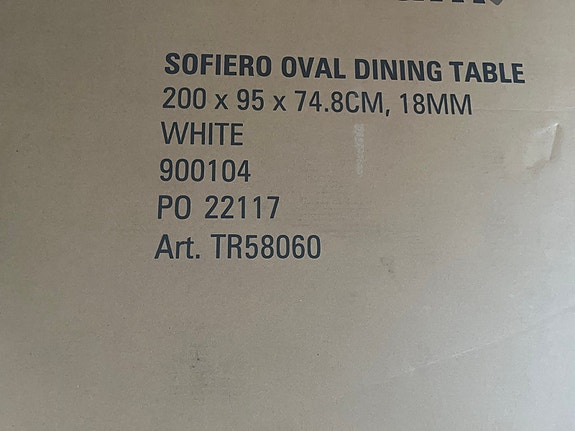 SOFIERO OVAL DINING TABLE
200 x 95 x 74.8CM, 18MM
WHITE
900104
PO 22117
Art. TR58060